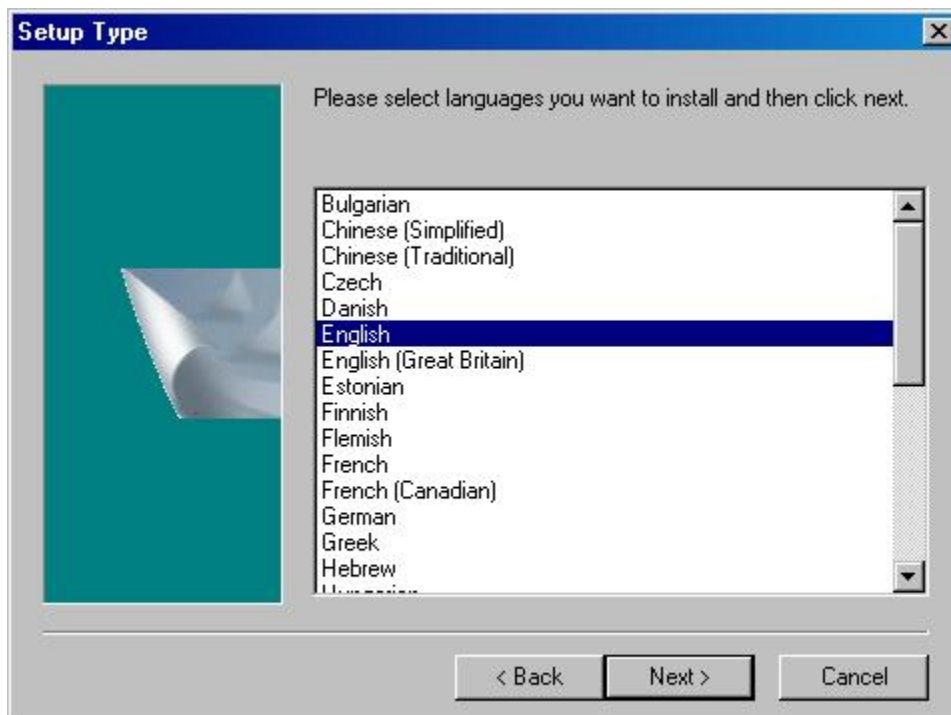 Setup Type
Please select languages you want to install and then click next.
Bulgarian
Chinese (Simplified)
Chinese (Traditional)
Czech
Danish
English
English (Great Britain)
Estonian
Finnish
Flemish
French
French (Canadian)
German
Greek
Hebrew
< Back
Next >
Cancel